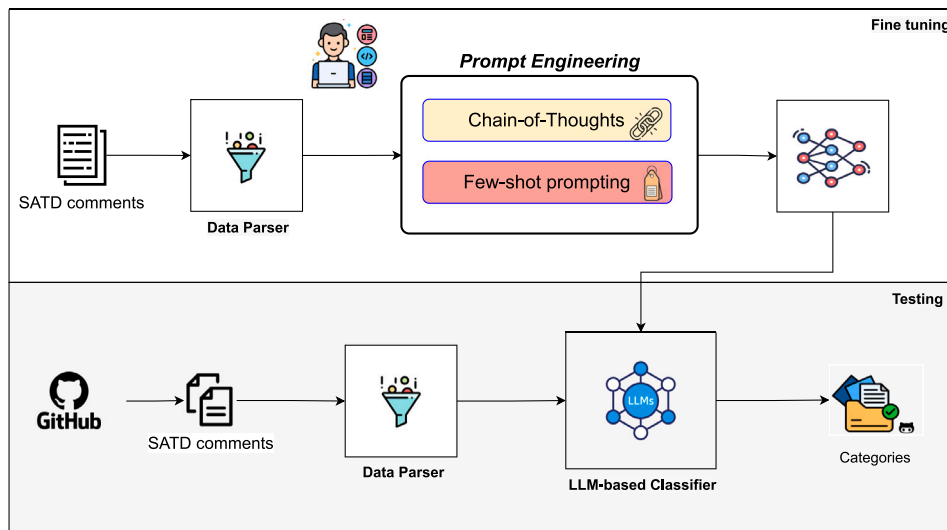 Fine tuning
Prompt Engineering
Chain-of-Thoughts
Few-shot prompting
SATD comments
Data Parser
Testing
GitHub
SATD comments
Data Parser
LLMs
LLM-based Classifier
Categories